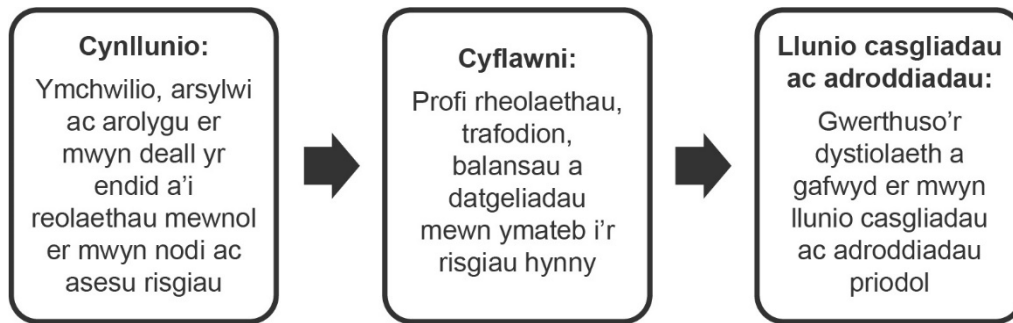 Cynllunio:
Ymchwilio, arsylwi
ac arolygu er
mwyn deall yr
endid a'i
reolaethau mewnol
er mwyn nodi ac
asesu risgiau
Cyflawni:
Profi rheolaethau,
trafodion,
balansau a
datgeliadau
mewn ymateb i'r
risgiau hynny
Llunio casgliadau
ac adroddiadau:
Gwerthuso'r
dystiolaeth a
gafwyd er mwyn
llunio casgliadau
ac adroddiadau
priodol